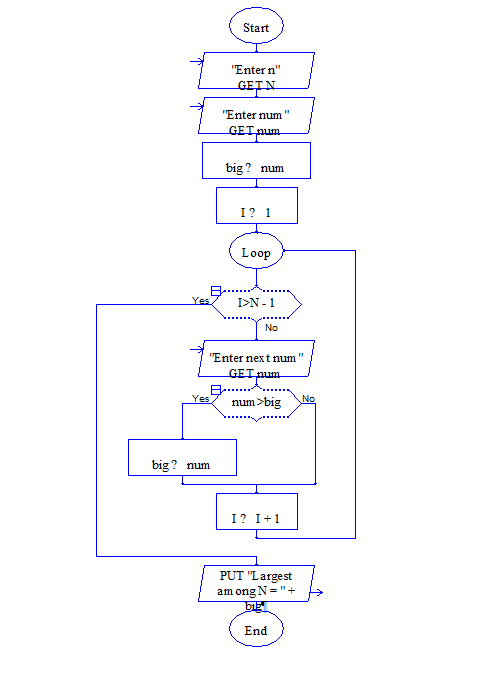 Start
"Enter n"
GET N
"Enter num"
GET num
big ? num
I ? 1
Loop
Yes
I>N - 1
No
"Enter next num"
GET num
Yes
num>big
No
big ? num
I ? I + 1
PUT "Largest
among N = " +
big¶
End